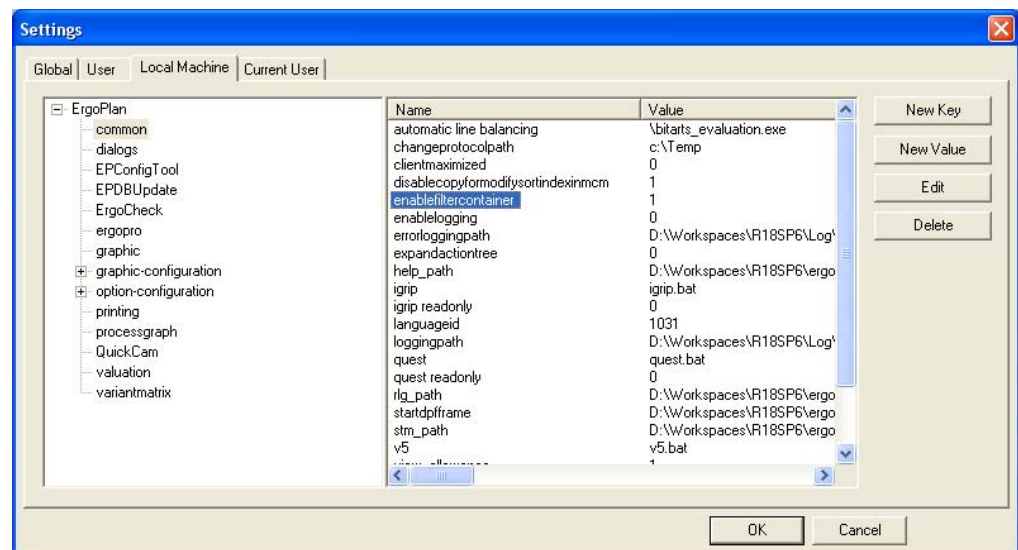 Settings
Global User Local Machine Current User
ErgoPlan
common
dialogs
EPConfigTool
EPDBUpdate
ErgoCheck
ergopro
graphic
graphic-configuration
option-configuration
printing
processgraph
QuickCam
valuation
variantmatrix
Name Value
automatic line balancing \bitarts_evaluation.exe
changeprotocolpath c:\Temp
clientmaximized 0
disablecopyformodifysortindexinmcm 1
enablefiltercontainer 1
enablelogging 0
errorloggingpath D:\Workspaces\R18SP6\Log\
expandactiontree 0
help_path D:\Workspaces\R18SP6\ergo
igrip igrip.bat
igrip readonly 0
languageid 1031
loggingpath D:\Workspaces\R18SP6\Log\
quest quest.bat
quest readonly 0
rlg_path D:\Workspaces\R18SP6\ergo
startdpfframe D:\Workspaces\R18SP6\ergo
stm_path D:\Workspaces\R18SP6\ergo
v5 v5.bat
New Key
New Value
Edit
Delete
OK Cancel